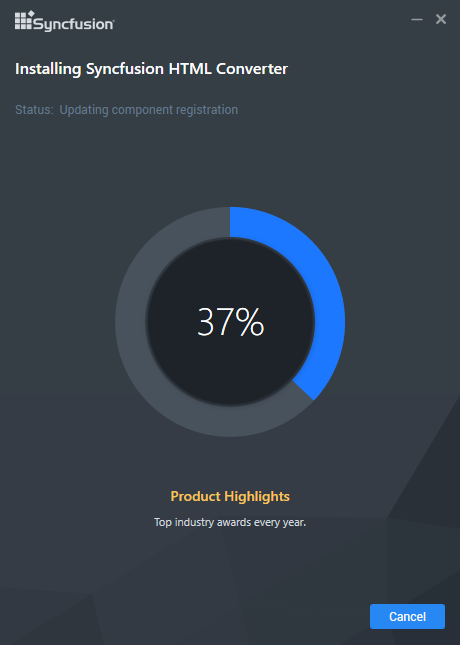 Syncfusion
Installing Syncfusion HTML Converter
Status: Updating component registration
37%
Product Highlights
Top industry awards every year.
Cancel